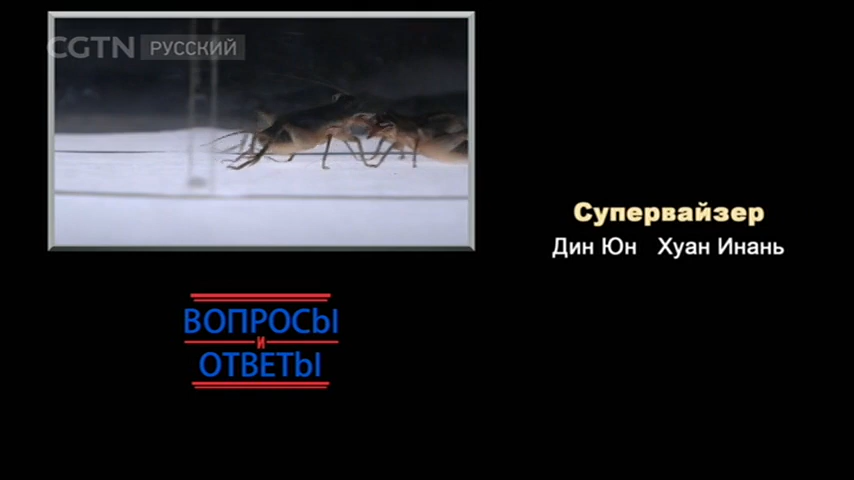 CGTN РУССКИЙ
Супервайзер
Дин Юн Хуан Инань
ВОПРОСЫ
И
ОТВЕТЫ